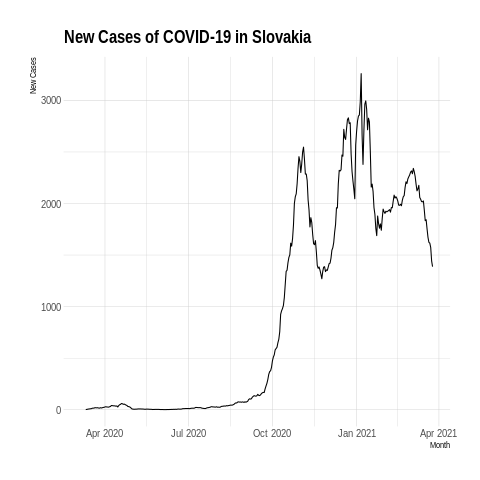 New Cases of COVID-19 in Slovakia
New Cases
3000
2000
1000
0
Apr 2020 Jul 2020 Oct 2020 Jan 2021 Apr 2021
Month